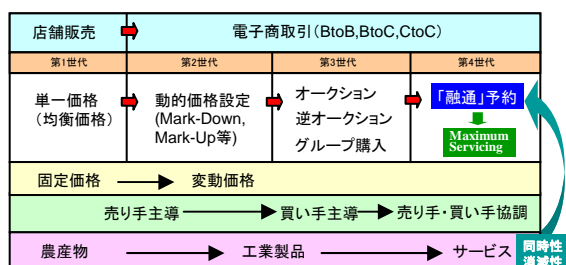 店舗販売
電子商取引(BtoB,BtoC,CtoC)
第1世代
第2世代
第3世代
第4世代
単一価格
(均衡価格)
動的価格設定
(Mark-Down,
Mark-Up等)
オークション
逆オークション
グループ購入
「融通」予約
Maximum
Servicing
固定価格
変動価格
売り手主導
買い手主導
売り手・買い手協調
農産物
工業製品
サービス
同時性
消滅性